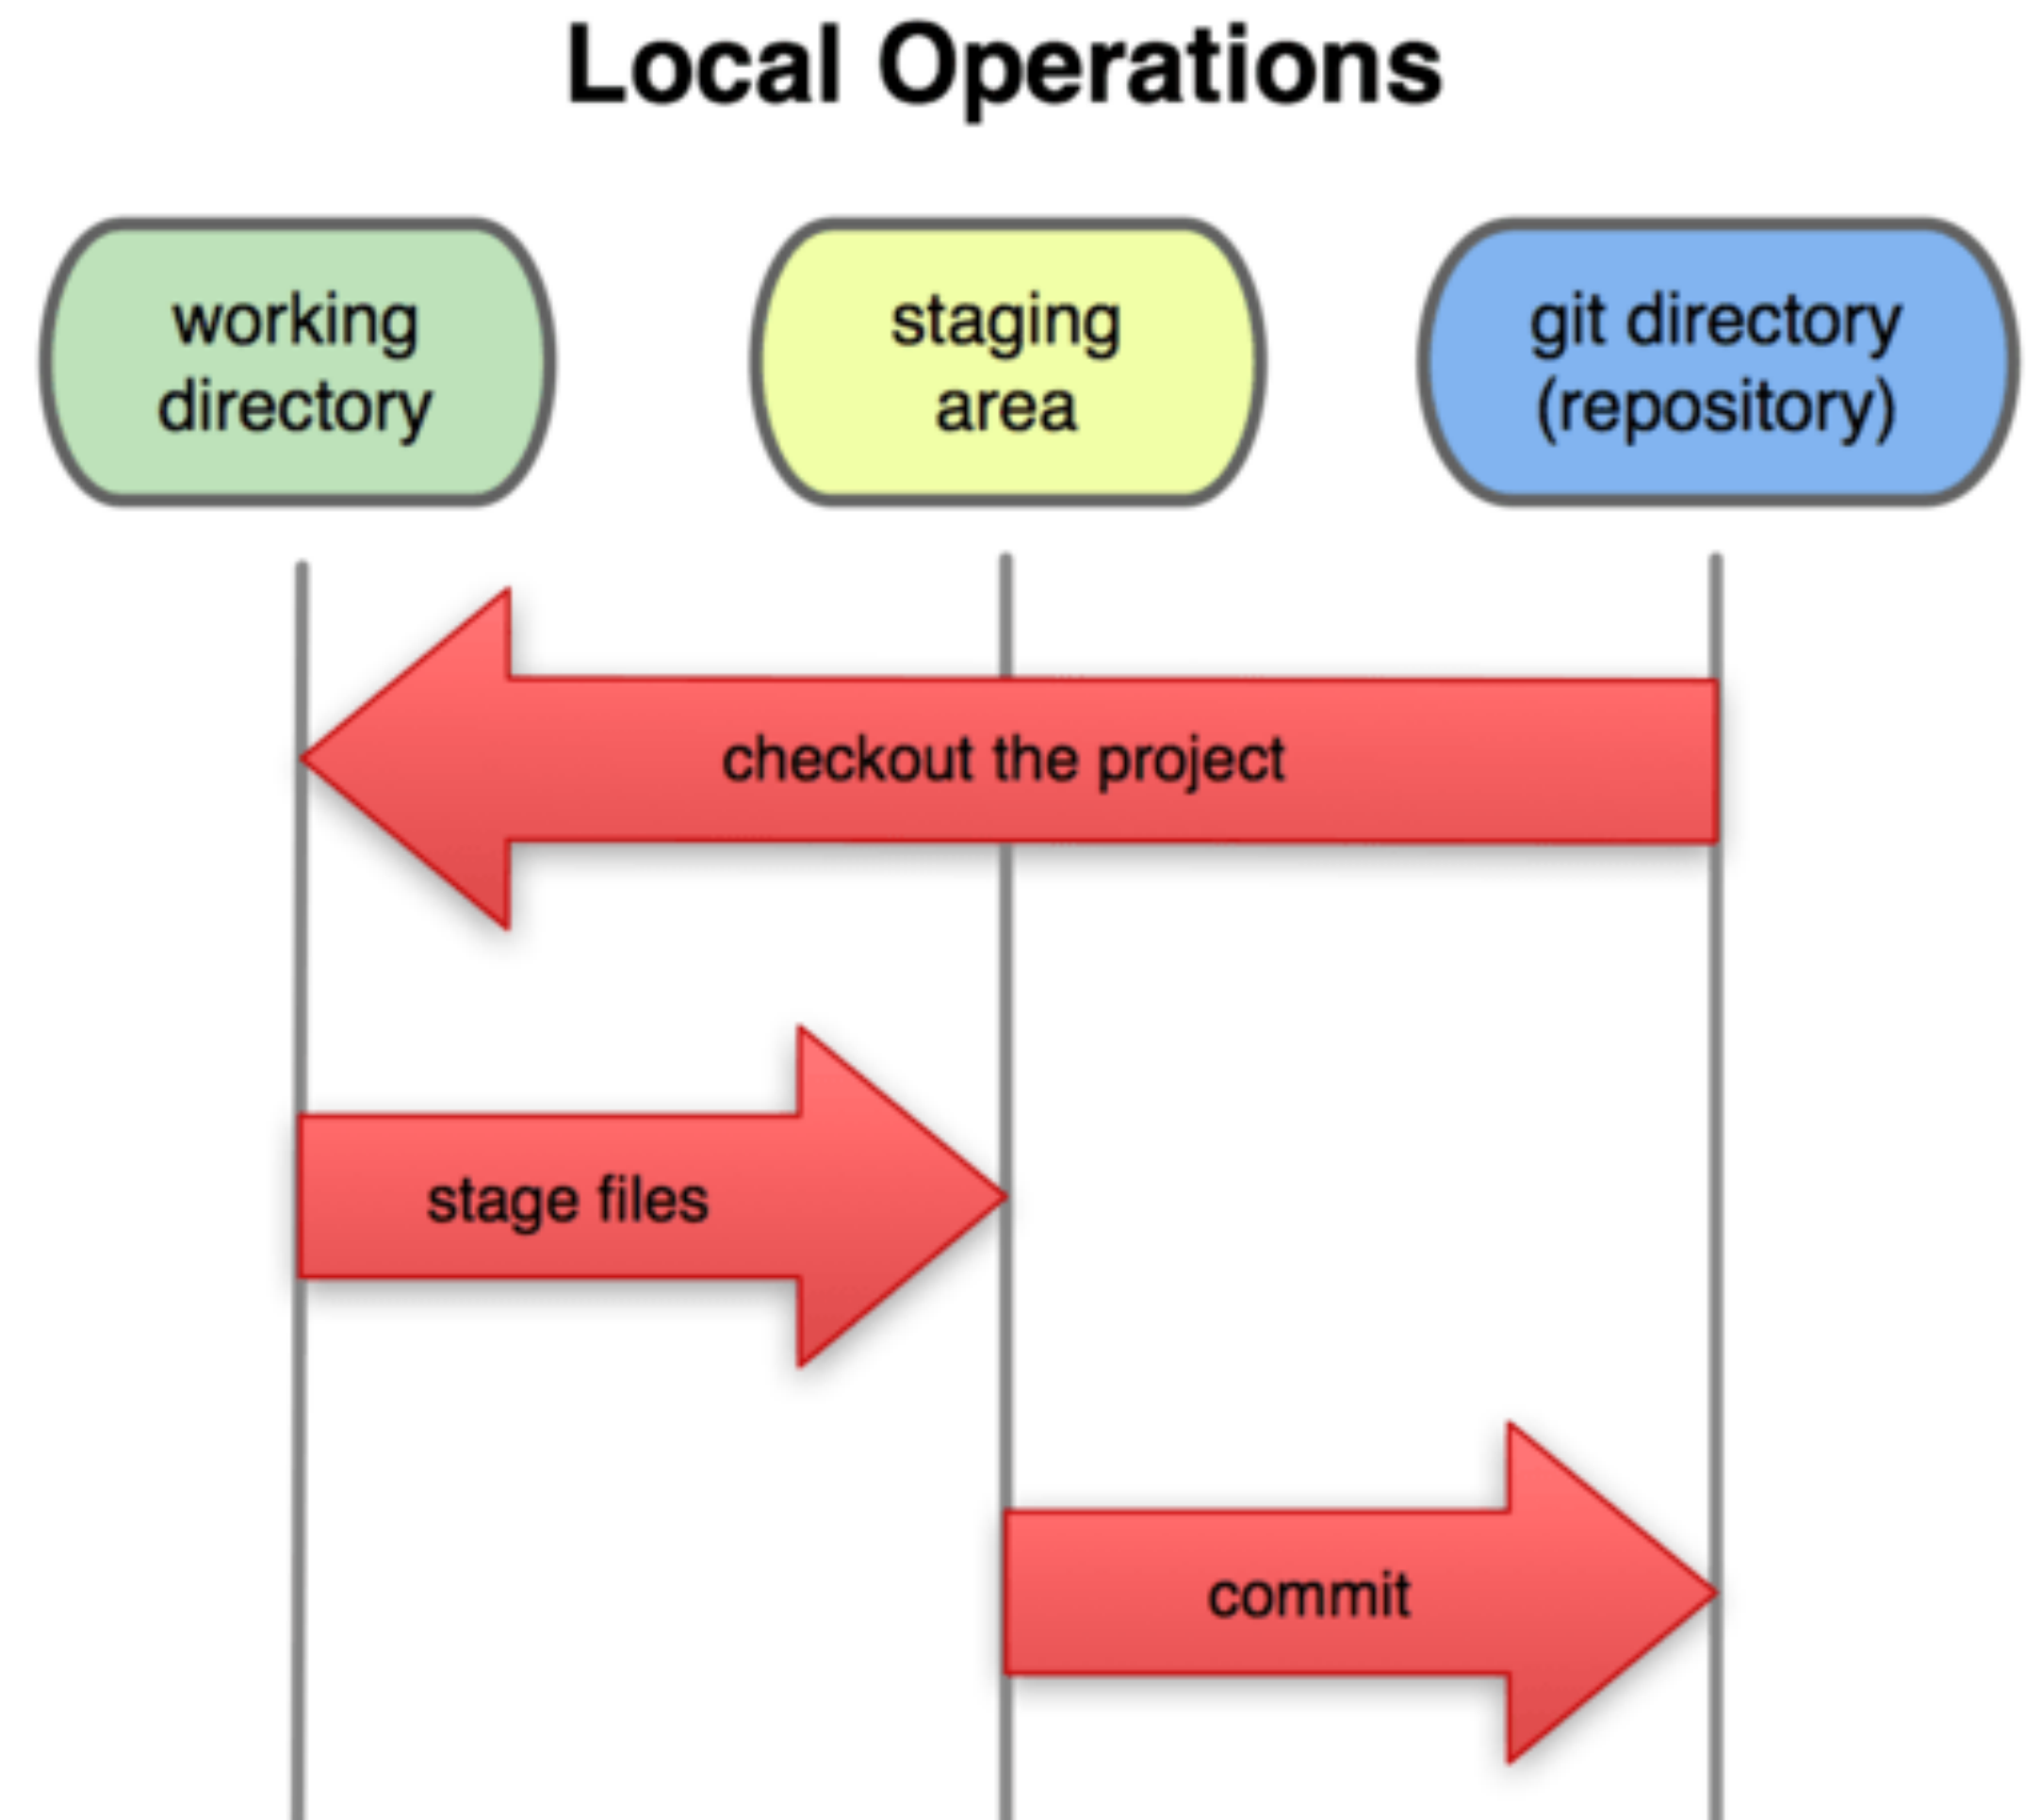 Local Operations
working
directory
staging
area
git directory
(repository)
checkout the project
stage files
commit